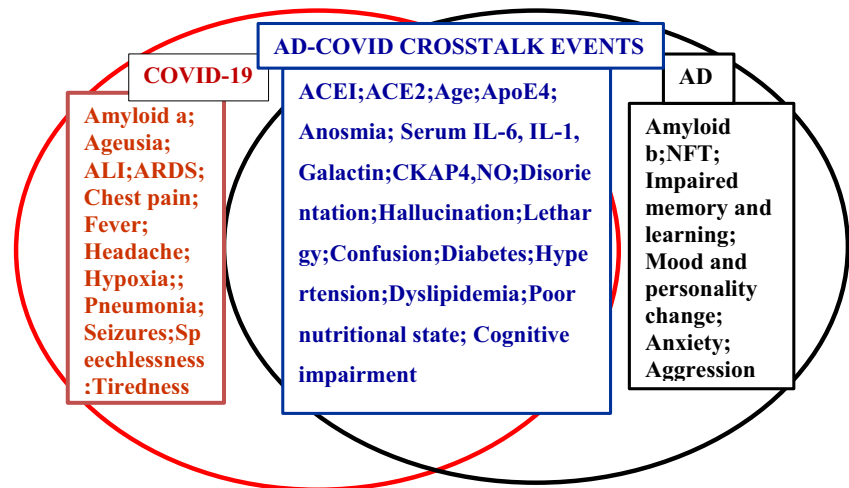 AD-COVID CROSSTALK EVENTS
COVID-19
Amyloid a;
Ageusia;
ALI;ARDS;
Chest pain;
Fever;
Headache;
Hypoxia;;
Pneumonia;
Seizures;Sp
eechlessness
:Tiredness
ACEI;ACE2;Age;ApoE4;
Anosmia; Serum IL-6, IL-1,
Galactin;CKAP4,NO;Disorie
ntation;Hallucination;Lethar
gy;Confusion;Diabetes;Hype
rtension;Dyslipidemia;Poor
nutritional state; Cognitive
impairment
AD
Amyloid
b;NFT;
Impaired
memory and
learning;
Mood and
personality
change;
Anxiety;
Aggression